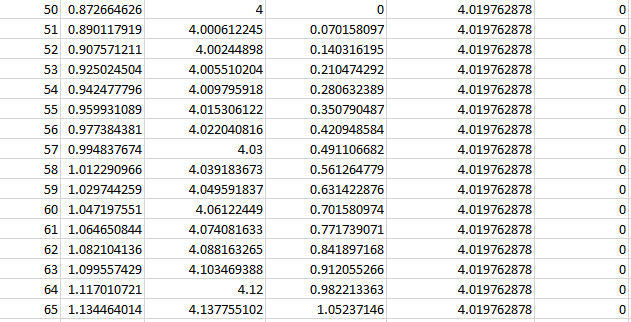 50 0.872664626 4 0 4.019762878 0
51 0.890117919 4.000612245 0.070158097 4.019762878 0
52 0.907571211 4.00244898 0.140316195 4.019762878 0
53 0.925024504 4.005510204 0.210474292 4.019762878 0
54 0.942477796 4.009795918 0.280632389 4.019762878 0
55 0.959931089 4.015306122 0.350790487 4.019762878 0
56 0.977384381 4.022040816 0.420948584 4.019762878 0
57 0.994837674 4.03 0.491106682 4.019762878 0
58 1.012290966 4.039183673 0.561264779 4.019762878 0
59 1.029744259 4.049591837 0.631422876 4.019762878 0
60 1.047197551 4.06122449 0.701580974 4.019762878 0
61 1.064650844 4.074081633 0.771739071 4.019762878 0
62 1.082104136 4.088163265 0.841897168 4.019762878 0
63 1.099557429 4.103469388 0.912055266 4.019762878 0
64 1.117010721 4.12 0.982213363 4.019762878 0
65 1.134464014 4.137755102 1.05237146 4.019762878 0